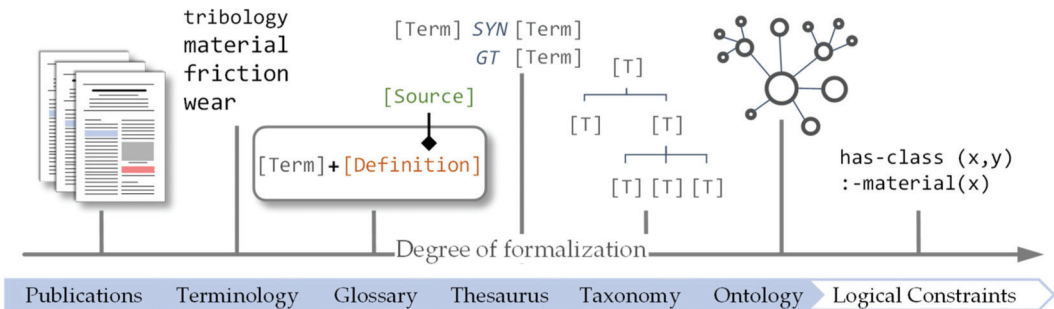 tribology
material
friction
wear
[Term] SYN [Term]
GT [Term]
[Source]
[Term]+[Definition]
[T]
[T] [T]
[T] [T] [T]
has-class (x,y)
:-material(x)
Degree of formalization
Publications Terminology Glossary Thesaurus Taxonomy Ontology Logical Constraints